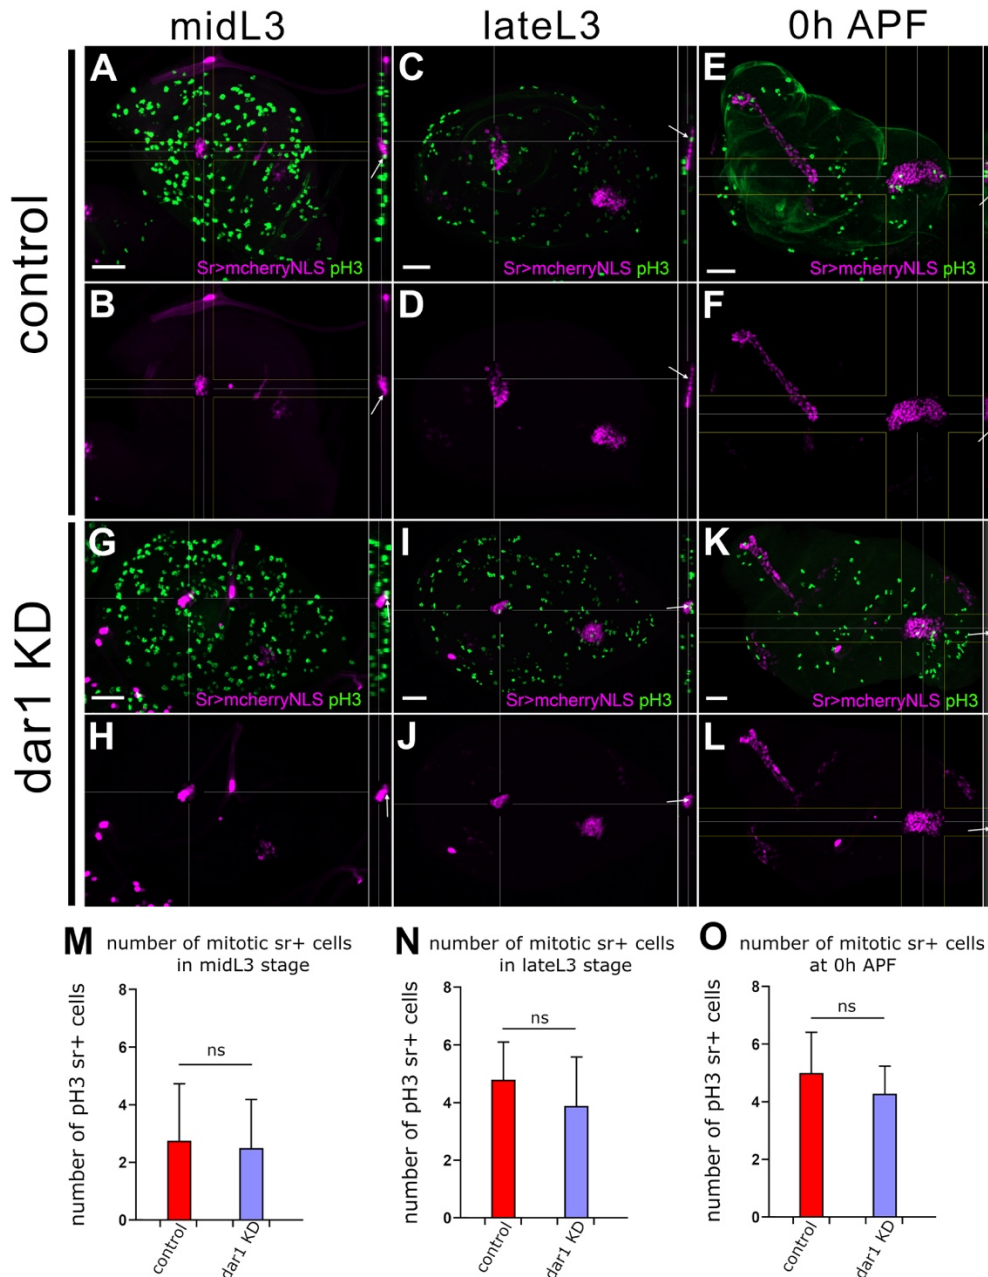 midL3 lateL3 0h APF
control
A C E
Sr>mcherryNLS pH3 Sr>mcherryNLS pH3 Sr>mcherryNLS pH3
B D F
dar1 KD
G I K
Sr>mcherryNLS pH3 Sr>mcherryNLS pH3 Sr>mcherryNLS pH3
H J L
M number of mitotic sr+ cells
in midL3 stage
number of pH3 sr+ cells
8
6
4
2
0
ns
control dar1 KD
N number of mitotic sr+ cells
in lateL3 stage
number of pH3 sr+ cells
8
6
4
2
0
ns
control dar1 KD
O number of mitotic sr+ cells
at 0h APF
number of pH3 sr+ cells
8
6
4
2
0
ns
control dar1 KD